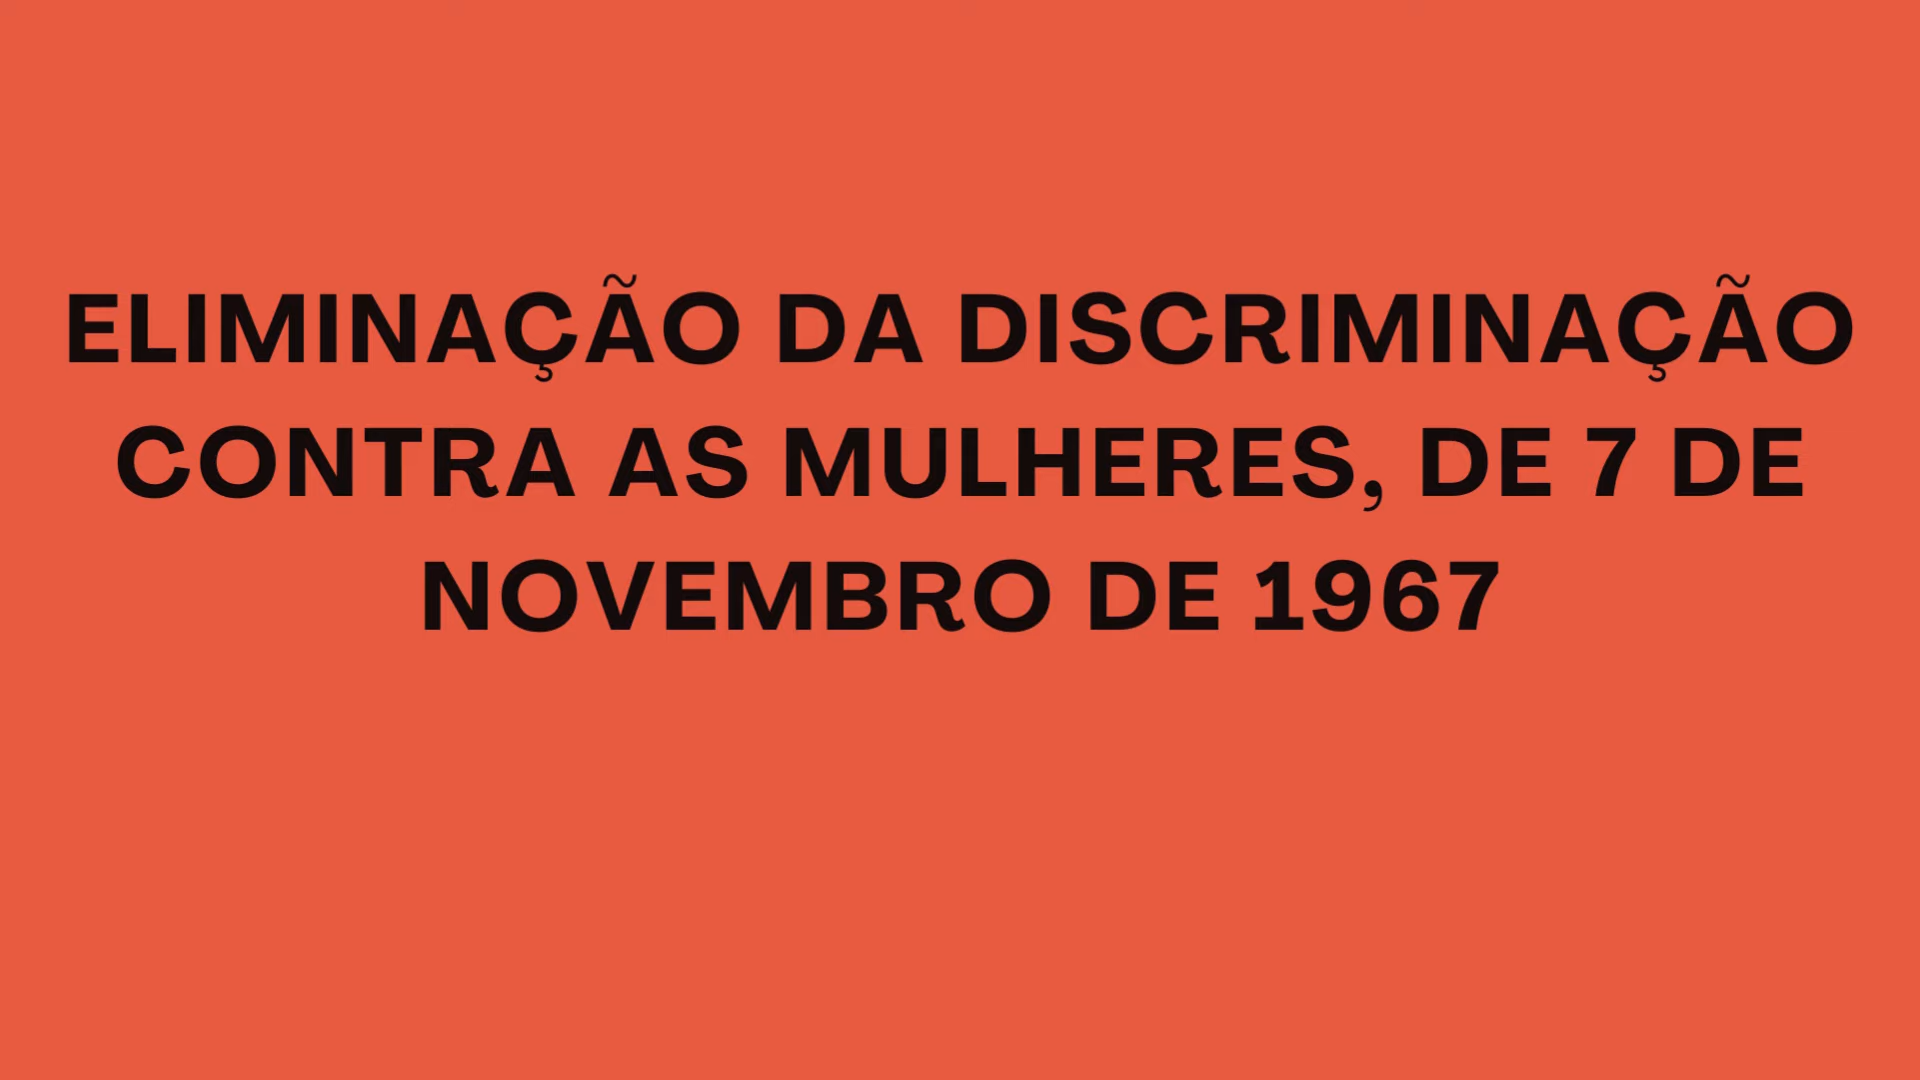 ELIMINAÇÃO DA DISCRIMINAÇÃO
CONTRA AS MULHERES, DE 7 DE
NOVEMBRO DE 1967